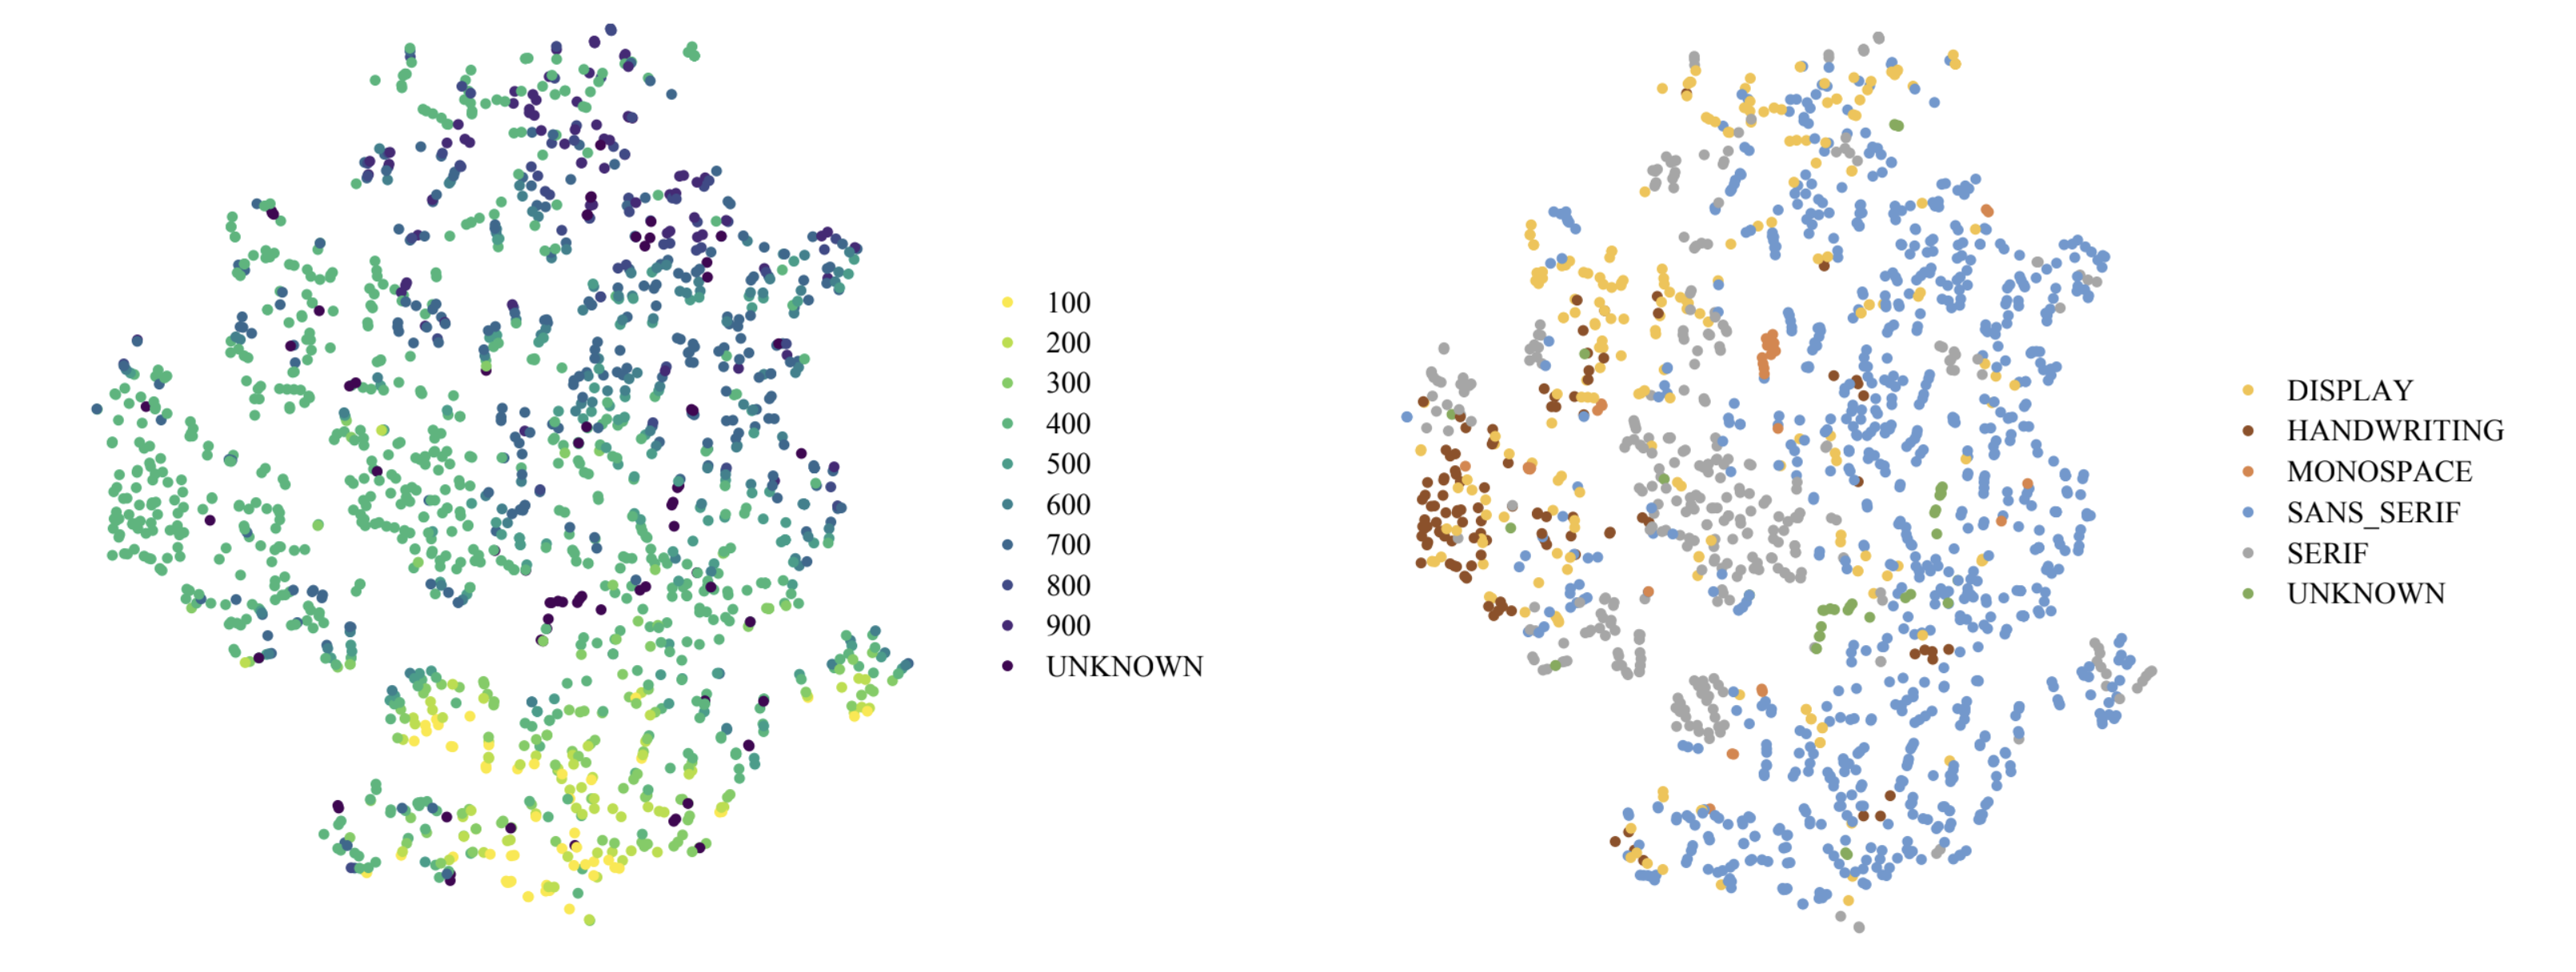 100
200
300
400
500
600
700
800
900
UNKNOWN
DISPLAY
HANDWRITING
MONOSPACE
SANS_SERIF
SERIF
UNKNOWN